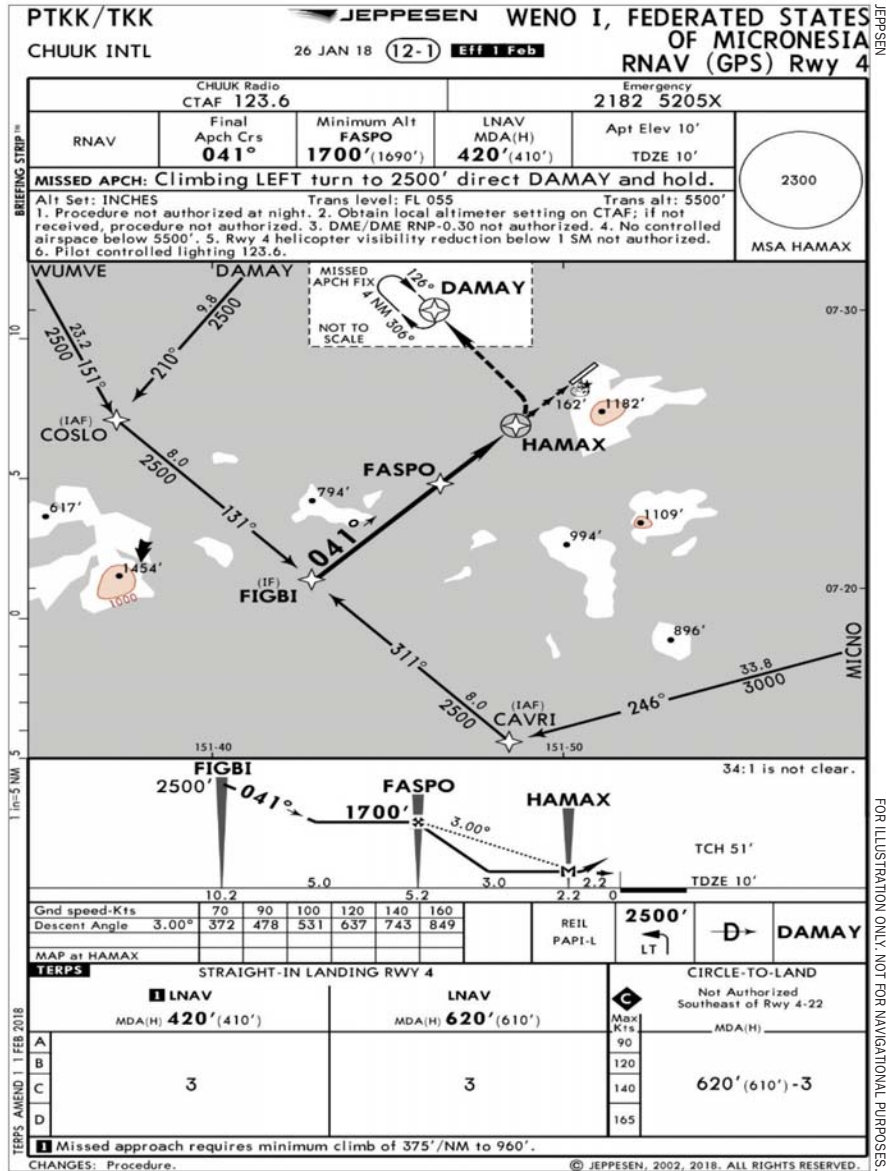 PTKK/TKK
JEPPESEN
WENO I, FEDERATED STATES
OF MICRONESIA
CHUUK INTL
26 JAN 18
12-1
Eff 1 Feb
RNAV (GPS) Rwy 4
BRIEFING STRIP™
CHUUK Radio
CTAF 123.6
Emergency
2182 5205X
RNAV
Final
Apch Crs
041°
Minimum Alt
FASPO
1700'(1690')
LNAV
MDA(H)
420'(410')
Apt Elev 10'
TDZE 10'
MISSED APCH: Climbing LEFT turn to 2500' direct DAMAY and hold.
Alt Set: INCHES Trans level: FL 055 Trans alt: 5500'
1. Procedure not authorized at night. 2. Obtain local altimeter setting on CTAF; if not
received, procedure not authorized. 3. DME/DME RNP-0.30 not authorized. 4. No controlled
airspace below 5500'. 5. Rwy 4 helicopter visibility reduction below 1 SM not authorized.
6. Pilot controlled lighting 123.6.
2300
MSA HAMAX
WUMVE
DAMAY
MISSED
APCH FIX
126°
DAMAY
4 NM 306°
NOT TO
SCALE
07-30
10
23.2
2500
151°
9.8
2500
210°
(IAF)
COSLO
162'
1182'
HAMAX
8.0
2500
131°
FASPO
5
617'
794'
041°
1109'
994'
1454'
1000
(IF)
FIGBI
07-20
0
896'
MICNO
311°
33.8
3000
246°
8.0
2500
(IAF)
CAVRI
5
151-40
151-50
1 in=5 NM
34:1 is not clear.
FIGBI
2500'
041°
FASPO
1700'
3.00°
HAMAX
M
TCH 51'
TDZE 10'
5.0
3.0
2.2
10.2
5.2
2.2
0
Gnd speed-Kts 70 90 100 120 140 160
Descent Angle 3.00° 372 478 531 637 743 849
MAP at HAMAX
REIL
PAPI-L
2500'
LT
D
DAMAY
TERPS
STRAIGHT-IN LANDING RWY 4
CIRCLE-TO-LAND
1 LNAV
MDA(H) 420'(410')
LNAV
MDA(H) 620'(610')
C
Not Authorized
Southeast of Rwy 4-22
Max
Kts
MDA(H)
A
B
C
D
3
3
90
120
140
165
620'(610')-3
1 Missed approach requires minimum climb of 375'/NM to 960'.
CHANGES: Procedure.
© JEPPESEN, 2002, 2018. ALL RIGHTS RESERVED.
TERPS AMEND 1 1 FEB 2018
JEPPSEN
FOR ILLUSTRATION ONLY. NOT FOR NAVIGATIONAL PURPOSES